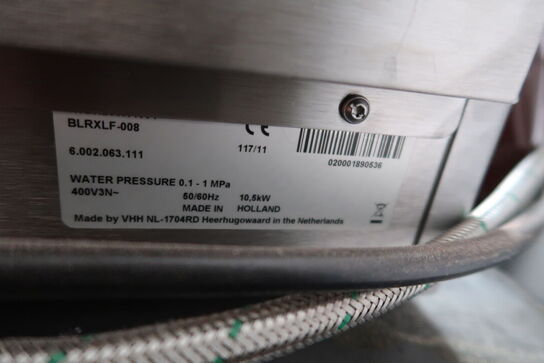 BLRXLF-008
CE
6.002.063.111
117/11
020001890536
WATER PRESSURE 0.1 - 1 MPa
400V3N~ 50/60Hz 10,5kW
MADE IN HOLLAND
Made by VHH NL-1704RD Heerhugowaard in the Netherlands